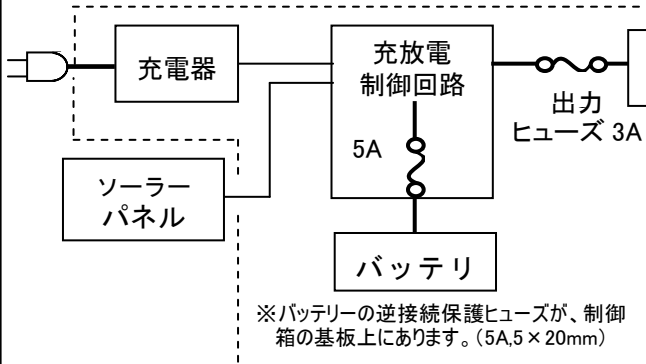 充電器
充放電
制御回路
出力
ヒューズ 3A
5A
ソーラー
パネル
バッテリ
※バッテリーの逆接続保護ヒューズが、制御
箱の基板上にあります。(5A,5×20mm)